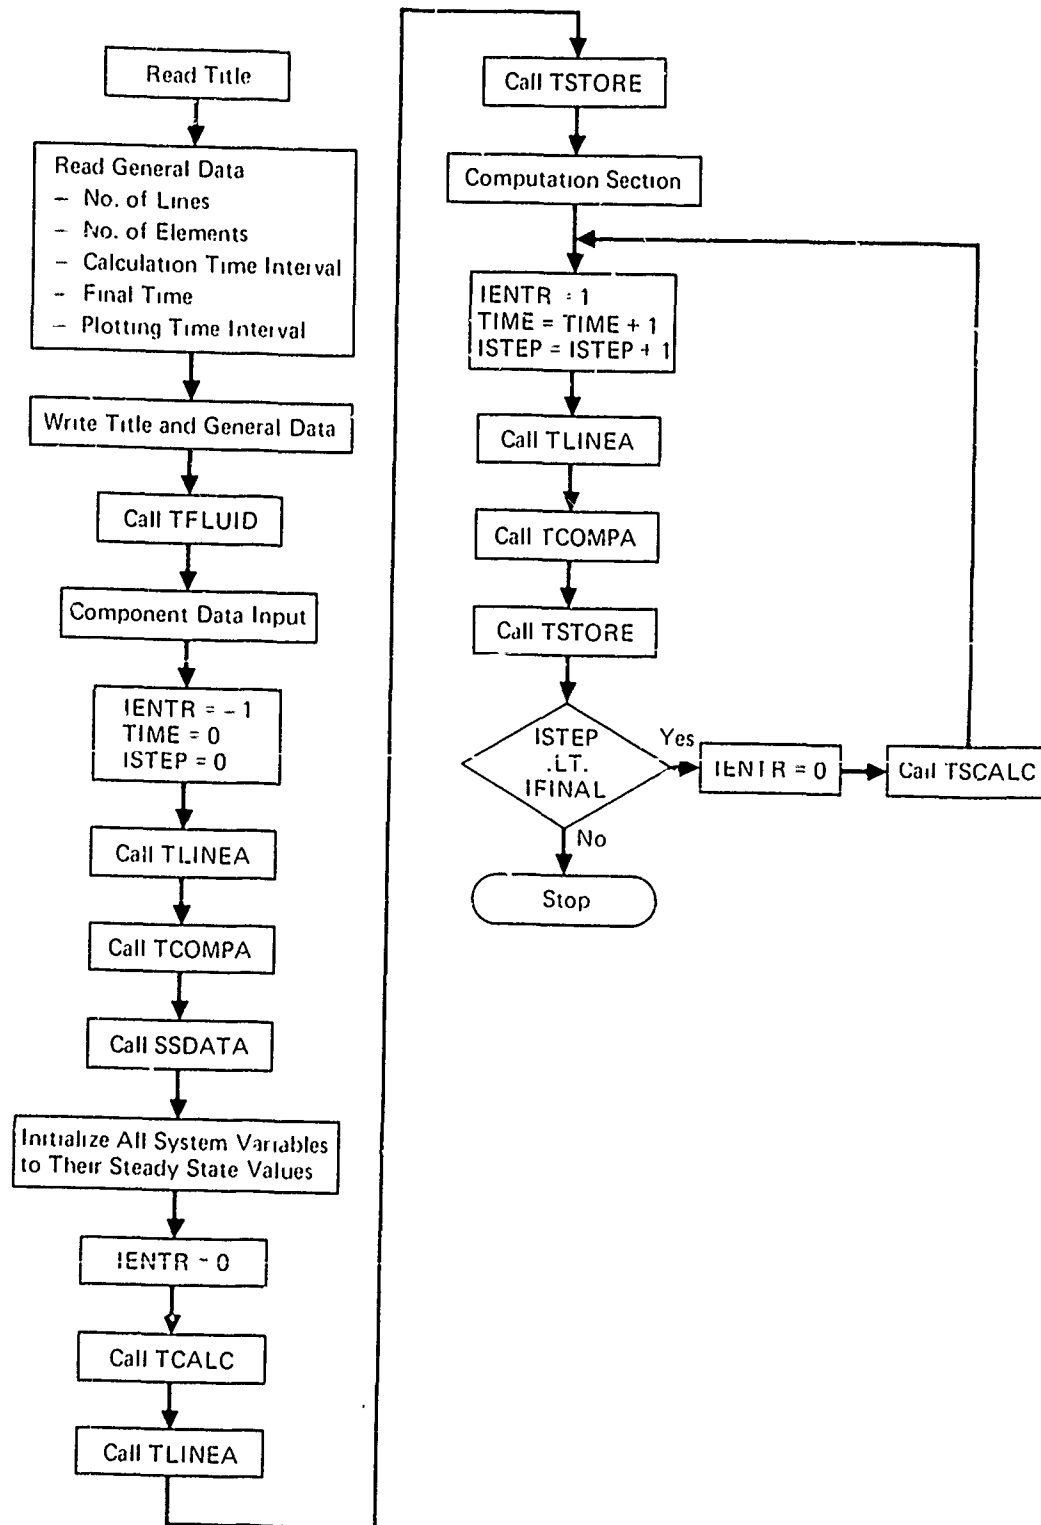 Read Title
Read General Data
– No. of Lines
– No. of Elements
– Calculation Time Interval
– Final Time
– Plotting Time Interval
Write Title and General Data
Call TFLUID
Component Data Input
IENTR = -1
TIME = 0
ISTEP = 0
Call TLINEA
Call TCOMPA
Call SSDATA
Initialize All System Variables
to Their Steady State Values
IENTR - 0
Call TCALC
Call TLINEA
Call TSTORE
Computation Section
IENTR = 1
TIME = TIME + 1
ISTEP = ISTEP + 1
Call TLINEA
Call TCOMPA
Call TSTORE
ISTEP
.LT.
IFINAL
Yes
IENTR = 0
Call TSCALC
No
Stop